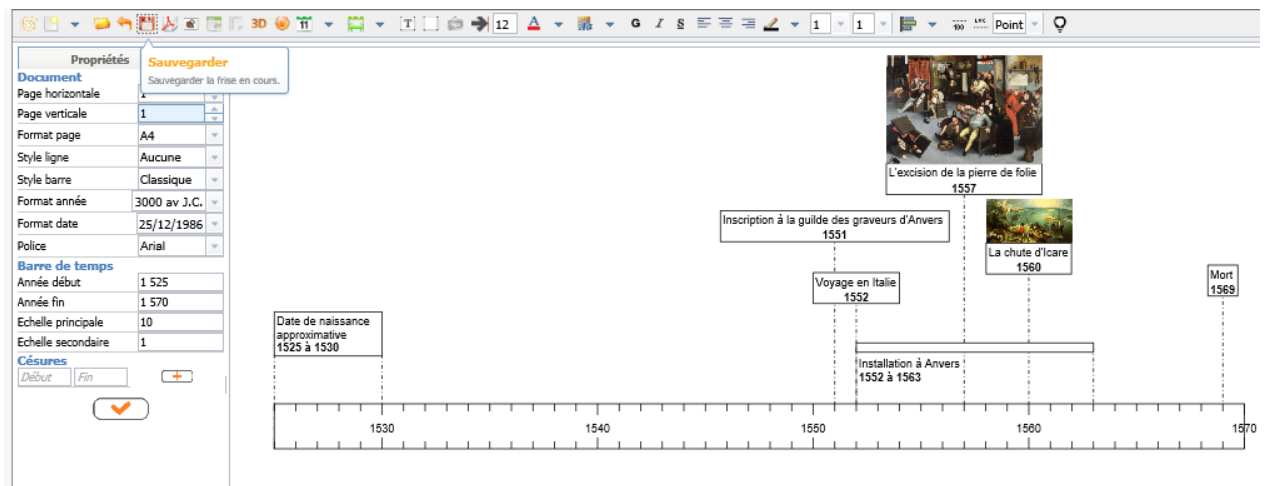 3D
11
T
12
A
G I S
1
1
100
LRC
Point
Propriétés
Sauvegarder
Sauvegarder la frise en cours.
Document
Page horizontale
Page verticale 1
Format page A4
Style ligne Aucune
Style barre Classique
Format année 3000 av J.C.
Format date 25/12/1986
Police Arial
Barre de temps
Année début 1 525
Année fin 1 570
Echelle principale 10
Echelle secondaire 1
Césures
Début Fin
L'excision de la pierre de folie
1557
Inscription à la guilde des graveurs d'Anvers
1551
La chute d'Icare
1560
Voyage en Italie
1552
Mort
1569
Date de naissance
approximative
1525 à 1530
Installation à Anvers
1552 à 1563
1530 1540 1550 1560 1570